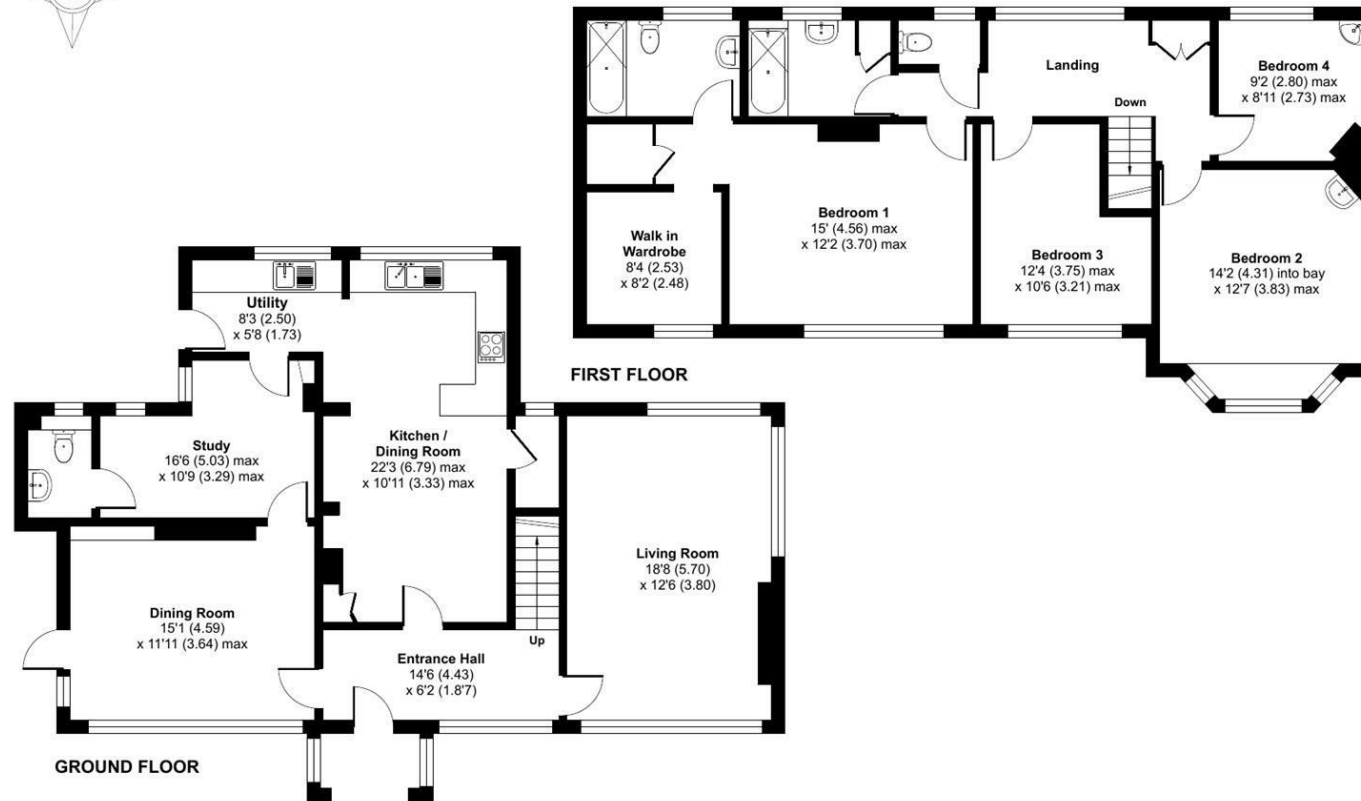 Landing
Down
Bedroom 4
9'2 (2.80) max
x 8'11 (2.73) max
Bedroom 1
15' (4.56) max
x 12'2 (3.70) max
Walk in
Wardrobe
8'4 (2.53)
x 8'2 (2.48)
Bedroom 3
12'4 (3.75) max
x 10'6 (3.21) max
Bedroom 2
14'2 (4.31) into bay
x 12'7 (3.83) max
FIRST FLOOR
Utility
8'3 (2.50)
x 5'8 (1.73)
Study
16'6 (5.03) max
x 10'9 (3.29) max
Kitchen /
Dining Room
22'3 (6.79) max
x 10'11 (3.33) max
Living Room
18'8 (5.70)
x 12'6 (3.80)
Dining Room
15'1 (4.59)
x 11'11 (3.64) max
Up
Entrance Hall
14'6 (4.43)
x 6'2 (1.8'7)
GROUND FLOOR